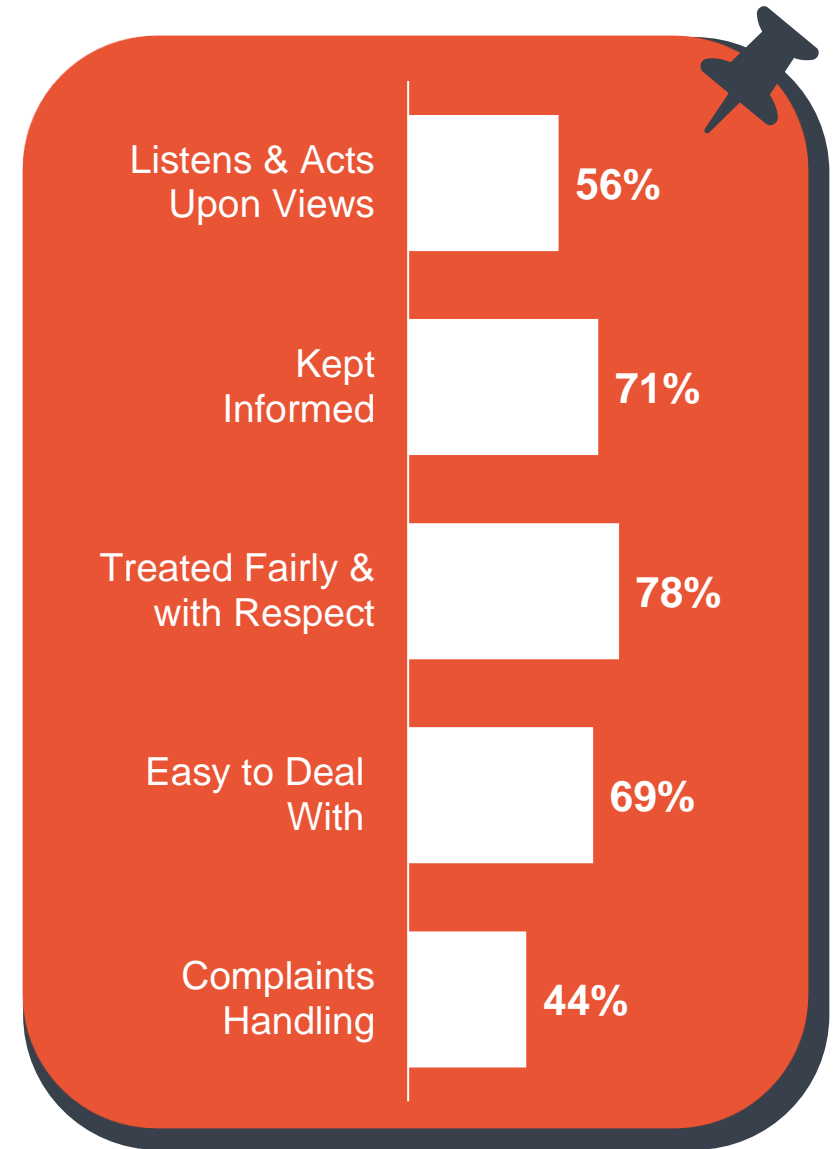 Listens & Acts
Upon Views
56%
Kept
Informed
71%
Treated Fairly &
with Respect
78%
Easy to Deal
With
69%
Complaints
Handling
44%